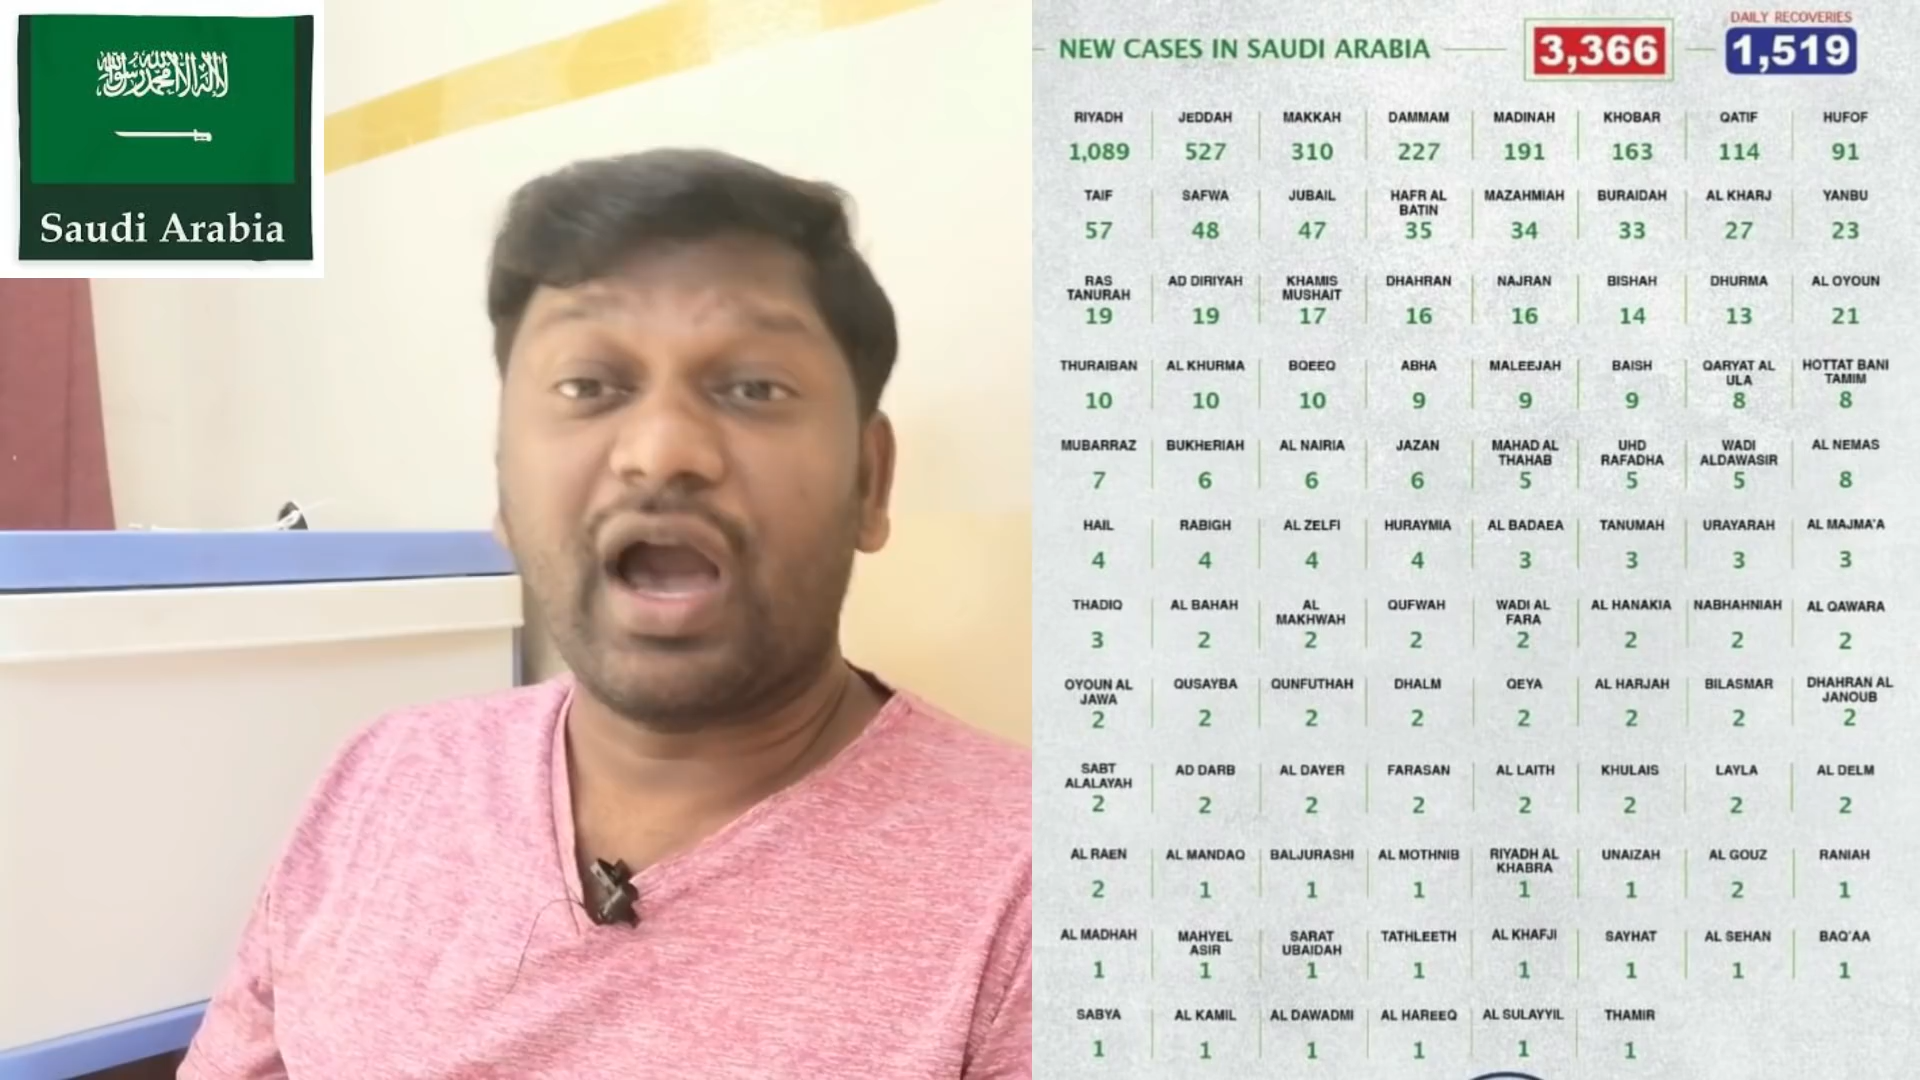 لا إله إلا الله محمد رسول الله
Saudi Arabia
DAILY RECOVERIES
NEW CASES IN SAUDI ARABIA 3,366 1,519
RIYADH JEDDAH MAKKAH DAMMAM MADINAH KHOBAR QATIF HUFOF
1,089 527 310 227 191 163 114 91
TAIF SAFWA JUBAIL HAFR AL BATIN MAZAHMIAH BURAIDAH AL KHARJ YANBU
57 48 47 35 34 33 27 23
RAS TANURAH AD DIRIYAH KHAMIS MUSHAIT DHAHRAN NAJRAN BISHAH DHURMA AL OYOUN
19 19 17 16 16 14 13 21
THURAIBAN AL KHURMA BQEEQ ABHA MALEEJAH BAISH QARYAT AL ULA HOTTAT BANI TAMIM
10 10 10 9 9 9 8 8
MUBARRAZ BUKHERIAH AL NAIRIA JAZAN MAHAD AL THAHAB UHD RAFADHA WADI ALDAWASIR AL NEMAS
7 6 6 6 5 5 5 8
HAIL RABIGH AL ZELFI HURAYMIA AL BADAEA TANUMAH URAYARAH AL MAJMA'A
4 4 4 4 3 3 3 3
THADIQ AL BAHAH AL MAKHWAH QUFWAH WADI AL FARA AL HANAKIA NABHAHNIAH AL QAWARA
3 2 2 2 2 2 2 2
OYOUN AL JAWA QUSAYBA QUNFUTHAH DHALM QEYA AL HARJAH BILASMAR DHAHRAN AL JANOUB
2 2 2 2 2 2 2 2
SABT ALALAYAH AD DARB AL DAYER FARASAN AL LAITH KHULAIS LAYLA AL DELM
2 2 2 2 2 2 2 2
AL RAEN AL MANDAQ BALJURASHI AL MOTHNIB RIYADH AL KHABRA UNAIZAH AL GOUZ RANIAH
2 1 1 1 1 1 2 1
AL MADHAH MAHYEL ASIR SARAT UBAIDAH TATHLEETH AL KHAFJI SAYHAT AL SEHAN BAQ'AA
1 1 1 1 1 1 1 1
SABYA AL KAMIL AL DAWADMI AL HAREEQ AL SULAYYIL THAMIR
1 1 1 1 1 1